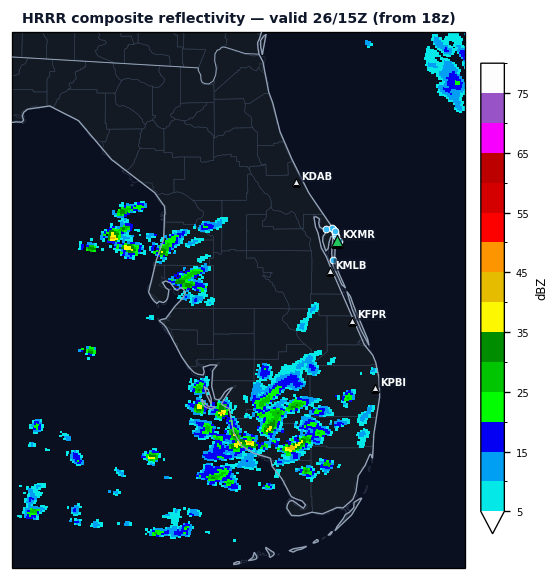 HRRR composite reflectivity — valid 26/15Z (from 18z)
KDAB
KXMR
KMLB
KFPR
KPBI
75
65
55
45
35
25
15
5
dBZ